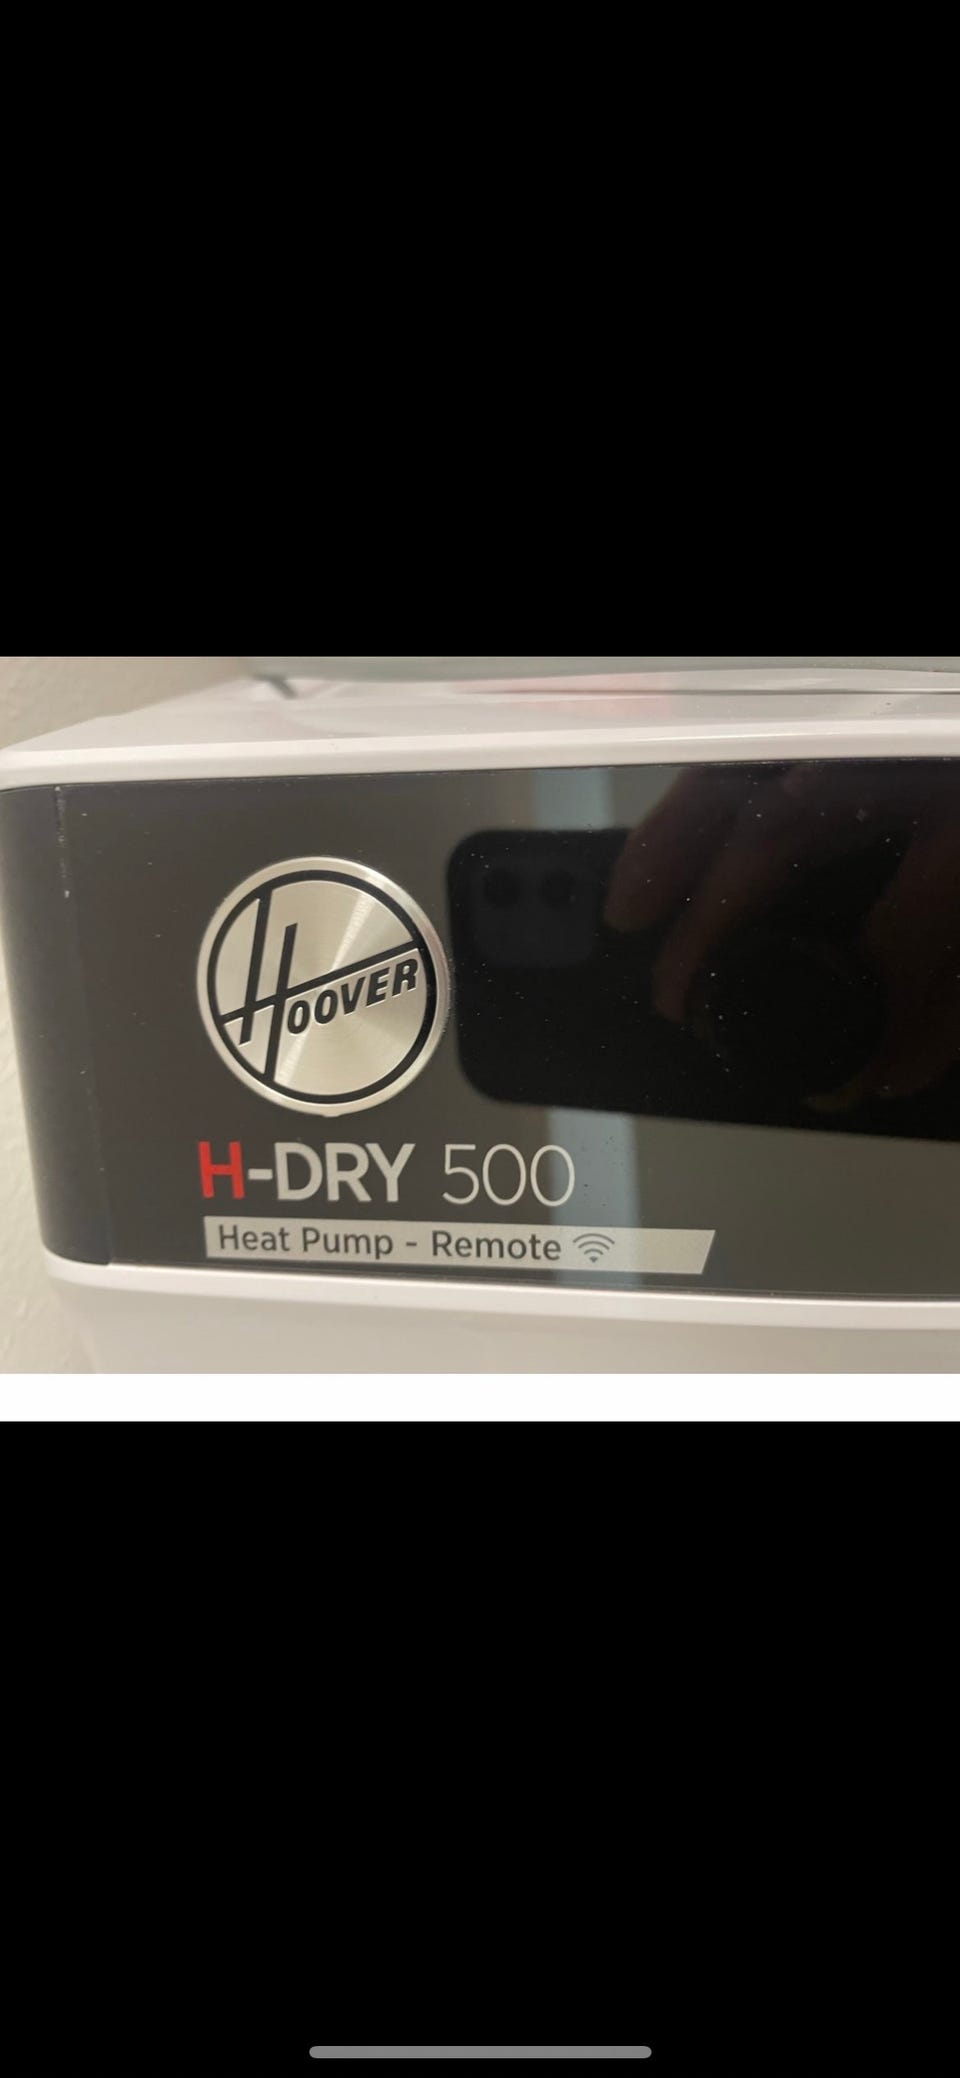 HOOVER
H-DRY 500
Heat Pump - Remote